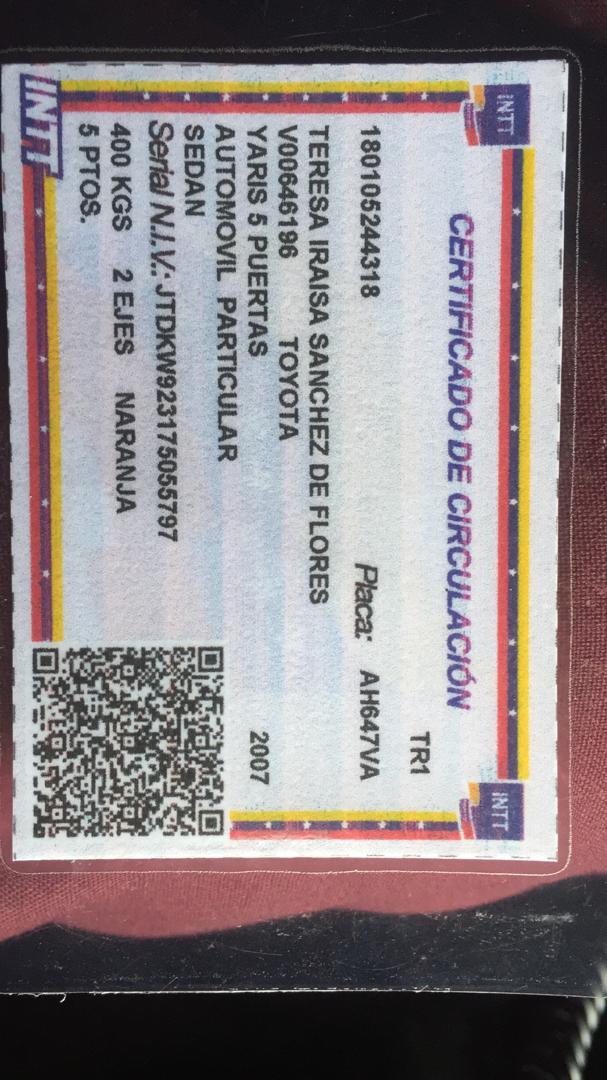 INTT
INTT
CERTIFICADO DE CIRCULACIÓN
TR1
180105244318 Placa: AH647VA
TERESA IRAISA SANCHEZ DE FLORES
V00646196 TOYOTA
YARIS 5 PUERTAS 2007
AUTOMOVIL PARTICULAR
SEDAN
Serial N.I.V.: JTDKW923175055797
400 KGS 2 EJES NARANJA
5 PTOS.
INTT